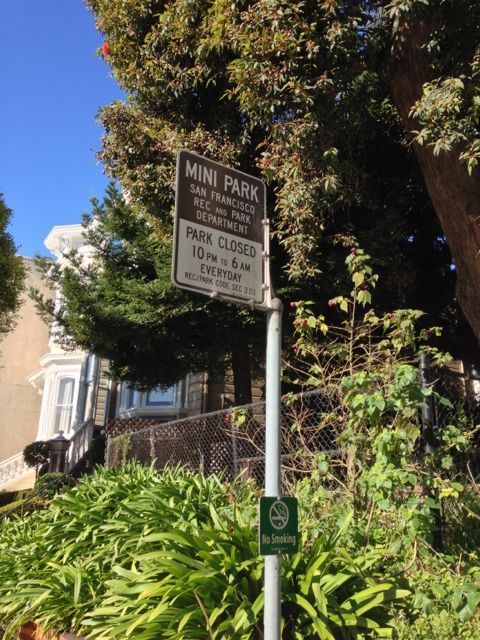 MINI PARK
SAN FRANCISCO
REC AND PARK
DEPARTMENT
PARK CLOSED
10 PM TO 6 AM
EVERYDAY
REC/PARK CODE SEC 3.03
No Smoking